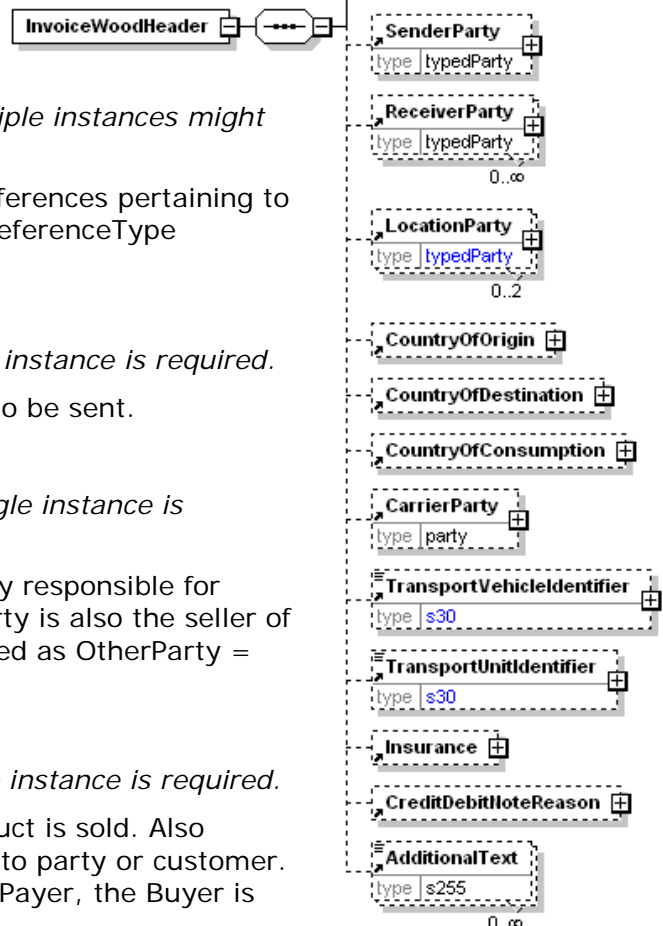 InvoiceWoodHeader
iple instances might
ferences pertaining to
eferenceType
instance is required.
o be sent.
gle instance is
y responsible for
rty is also the seller of
ed as OtherParty =
instance is required.
uct is sold. Also
to party or customer.
Payer, the Buyer is
SenderParty
type typedParty
ReceiverParty
type typedParty
0..∞
LocationParty
type typedParty
0..2
CountryOfOrigin
CountryOfDestination
CountryOfConsumption
CarrierParty
type party
TransportVehicleIdentifier
type s30
TransportUnitIdentifier
type s30
Insurance
CreditDebitNoteReason
AdditionalText
type s255
0..∞